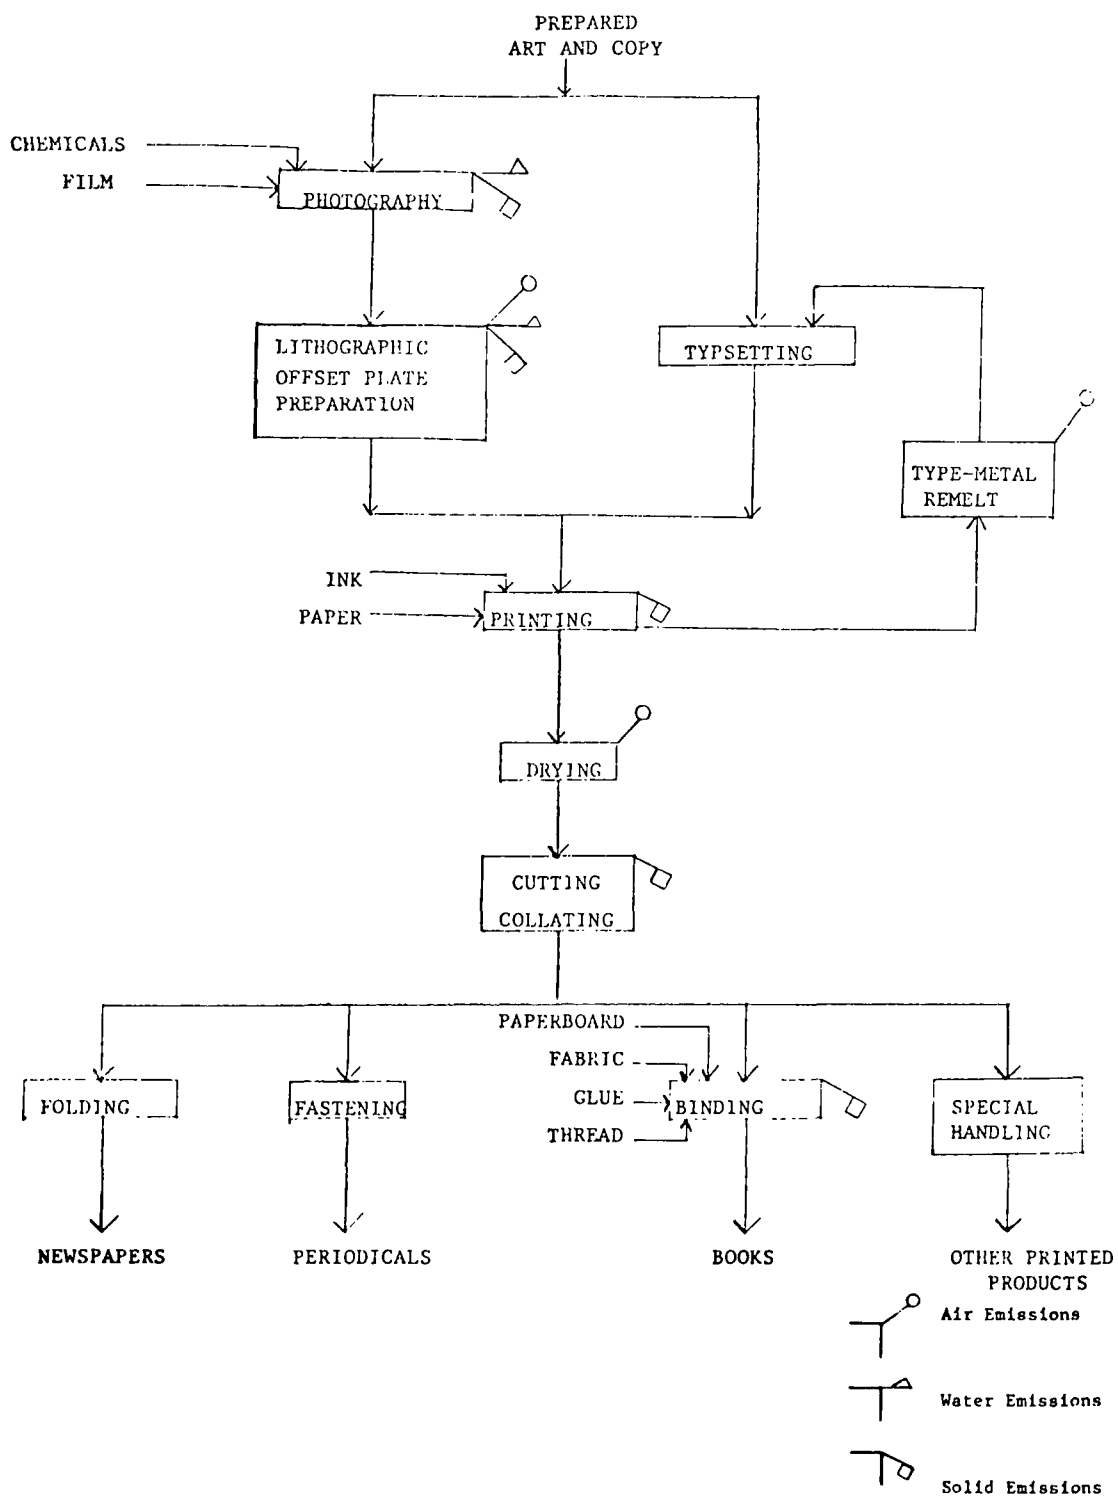 PREPARED
ART AND COPY
CHEMICALS
FILM
PHOTOGRAPHY
LITHOGRAPHIC
OFFSET PLATE
PREPARATION
TYPSETTING
TYPE-METAL
REMELT
INK
PAPER
PRINTING
DRYING
CUTTING
COLLATING
PAPERBOARD
FABRIC
GLUE
THREAD
FOLDING
FASTENING
BINDING
SPECIAL
HANDLING
NEWSPAPERS
PERIODICALS
BOOKS
OTHER PRINTED
PRODUCTS
Air Emissions
Water Emissions
Solid Emissions